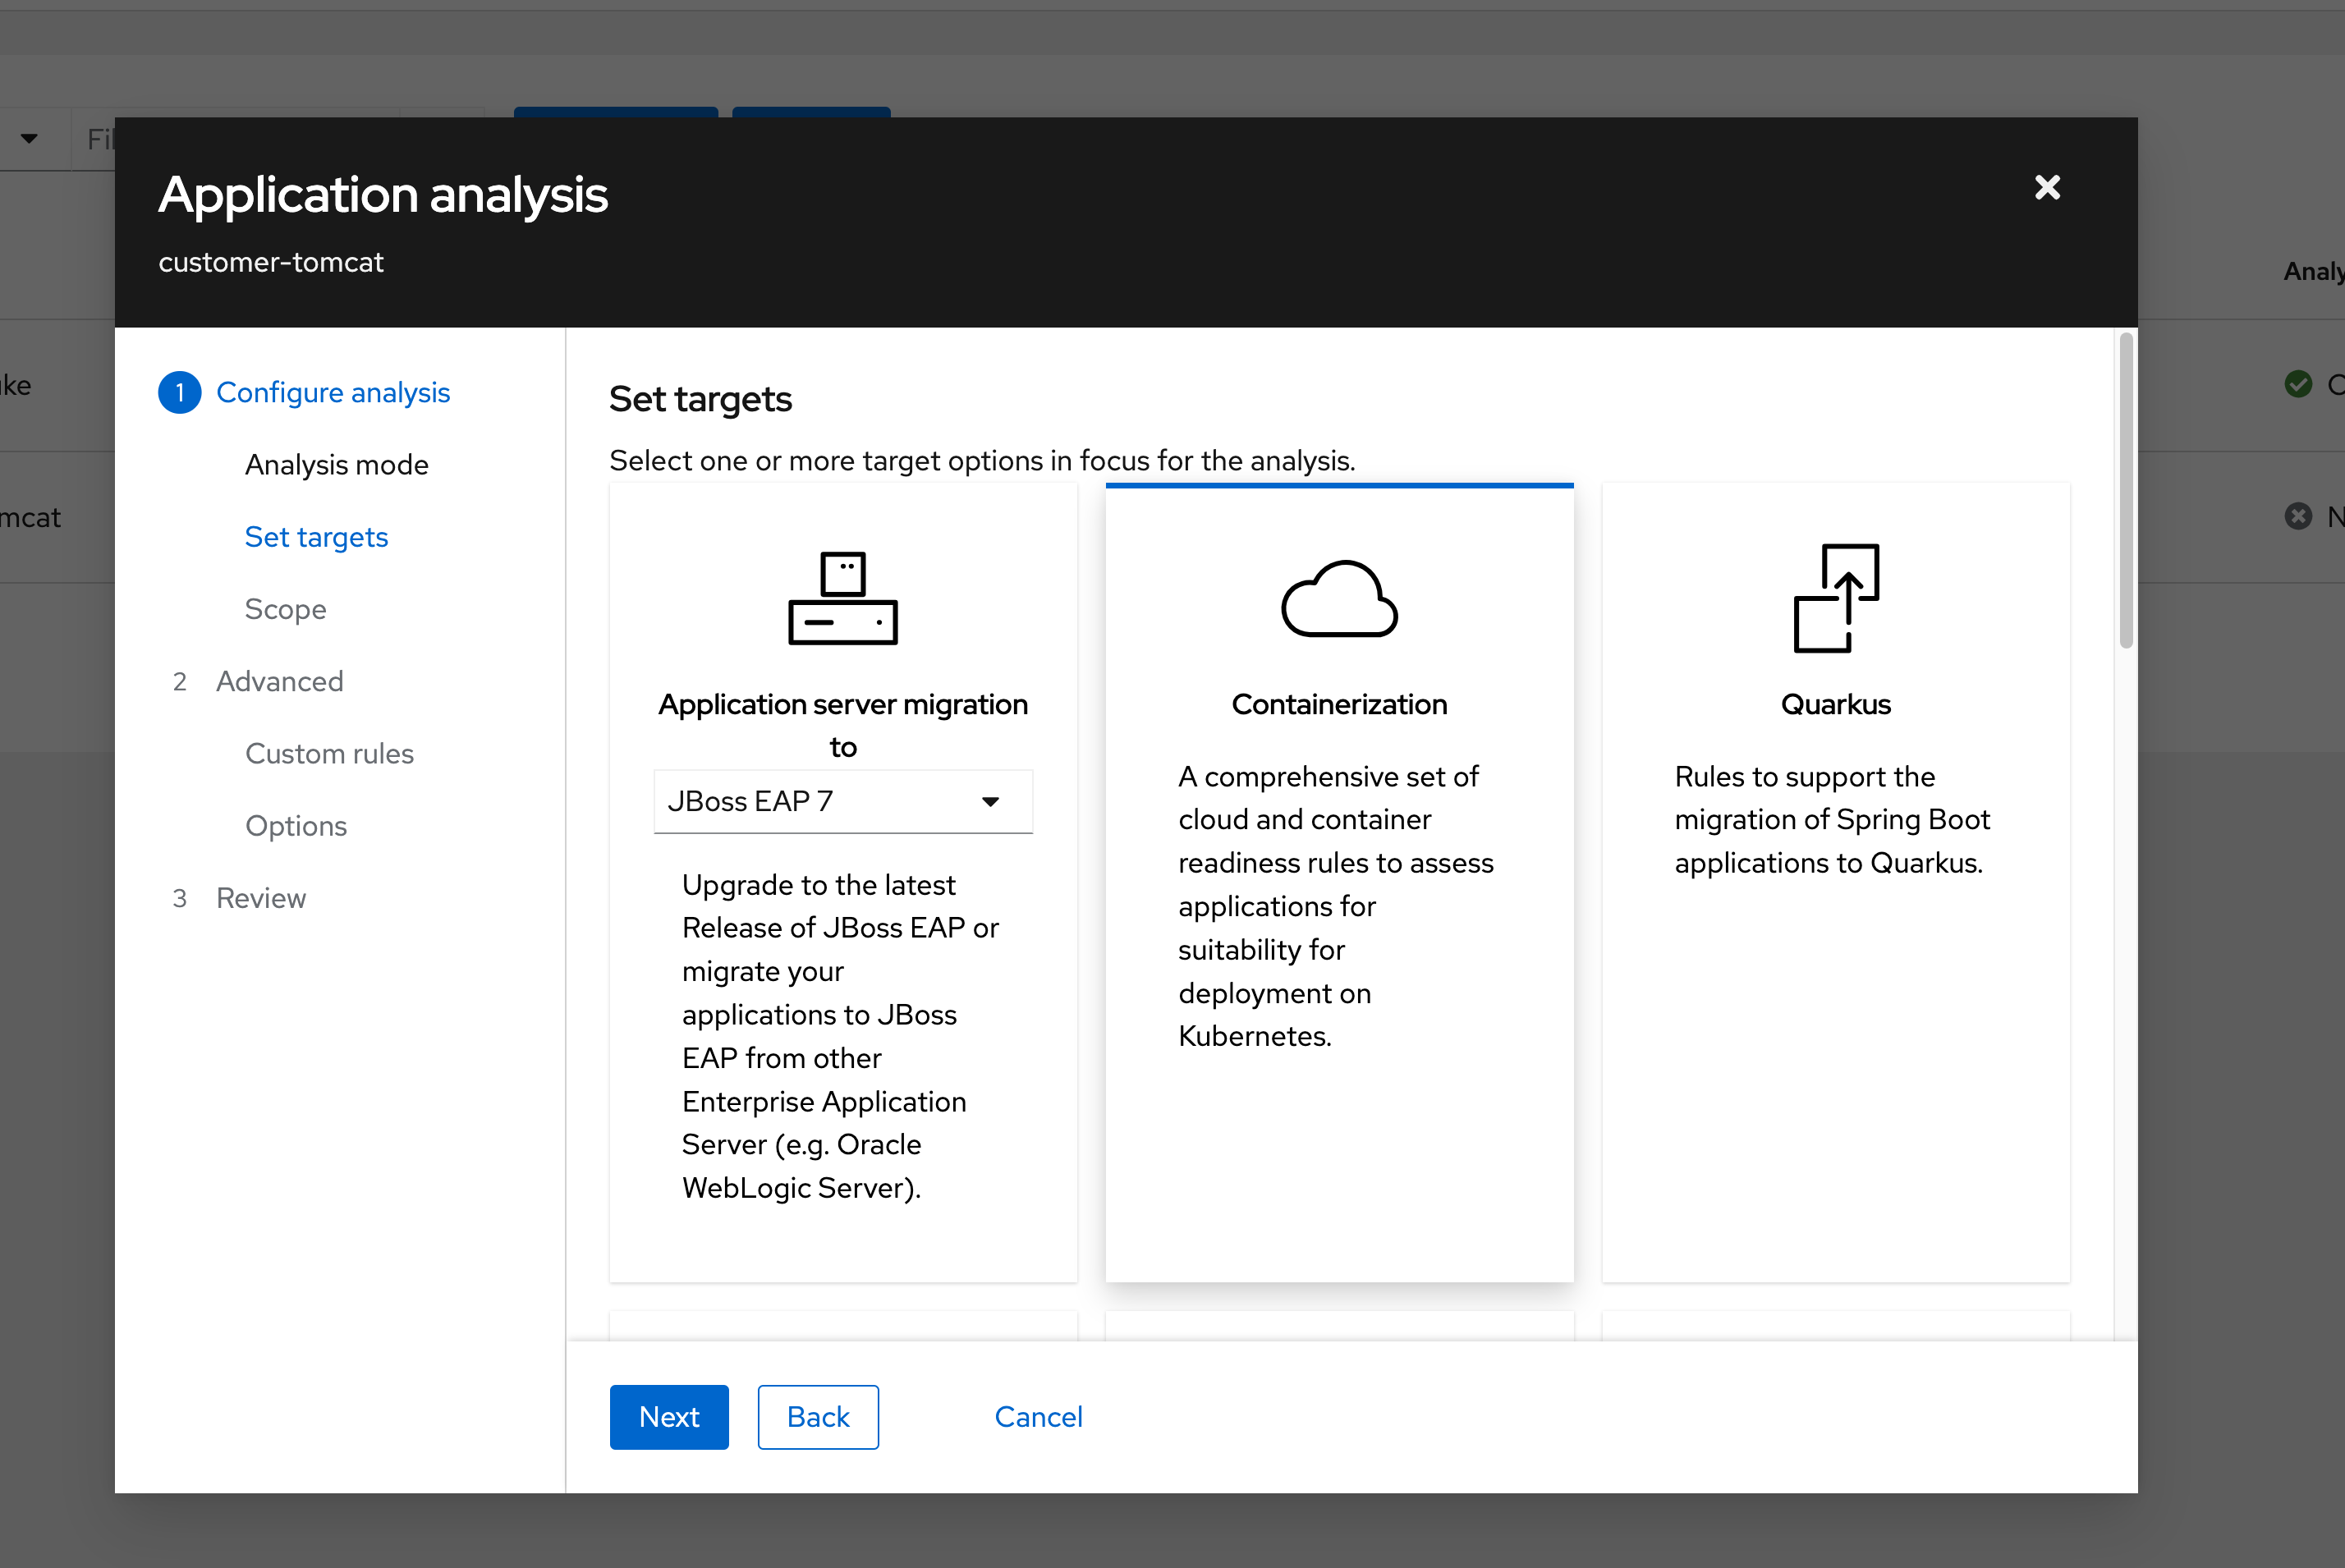 Application analysis
customer-tomcat
1 Configure analysis
Analysis mode
Set targets
Scope
2 Advanced
Custom rules
Options
3 Review
Set targets
Select one or more target options in focus for the analysis.
Application server migration
to
JBoss EAP 7
Upgrade to the latest
Release of JBoss EAP or
migrate your
applications to JBoss
EAP from other
Enterprise Application
Server (e.g. Oracle
WebLogic Server).
Containerization
A comprehensive set of
cloud and container
readiness rules to assess
applications for
suitability for
deployment on
Kubernetes.
Quarkus
Rules to support the
migration of Spring Boot
applications to Quarkus.
Next
Back
Cancel